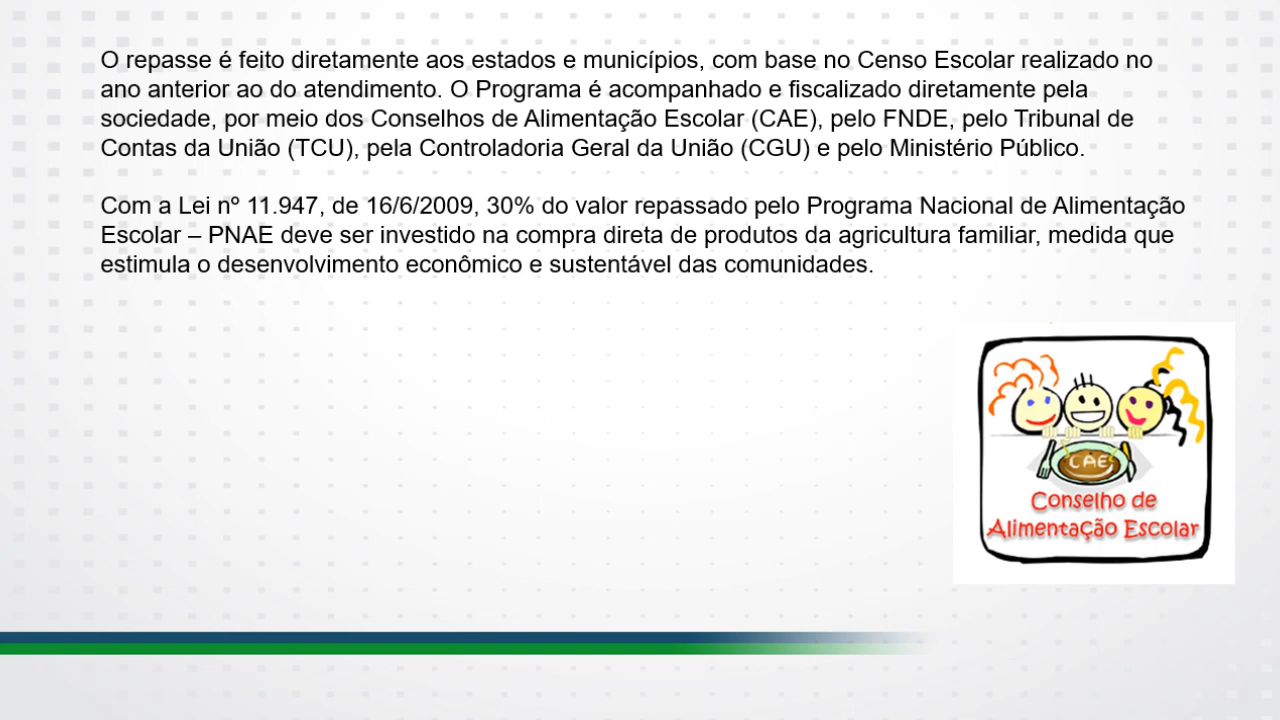 O repasse é feito diretamente aos estados e municípios, com base no Censo Escolar realizado no
ano anterior ao do atendimento. O Programa é acompanhado e fiscalizado diretamente pela
sociedade, por meio dos Conselhos de Alimentação Escolar (CAE), pelo FNDE, pelo Tribunal de
Contas da União (TCU), pela Controladoria Geral da União (CGU) e pelo Ministério Público.
Com a Lei nº 11.947, de 16/6/2009, 30% do valor repassado pelo Programa Nacional de Alimentação
Escolar – PNAE deve ser investido na compra direta de produtos da agricultura familiar, medida que
estimula o desenvolvimento econômico e sustentável das comunidades.
CAE
Conselho de
Alimentação Escolar